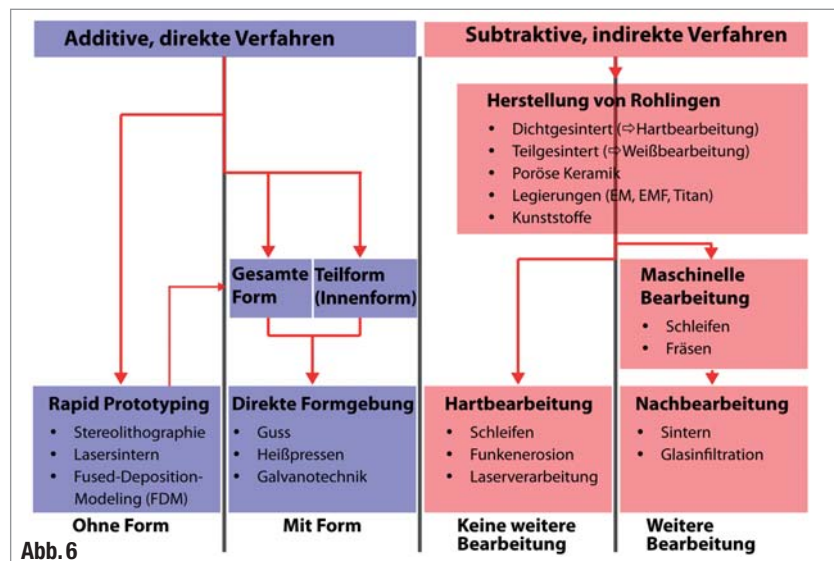 Additive, direkte Verfahren
Subtraktive, indirekte Verfahren
Herstellung von Rohlingen
• Dichtgesintert (⇨Hartbearbeitung)
• Teilgesintert (⇨Weißbearbeitung)
• Poröse Keramik
• Legierungen (EM, EMF, Titan)
• Kunststoffe
Gesamte
Form
Teilform
(Innenform)
Maschinelle
Bearbeitung
• Schleifen
• Fräsen
Rapid Prototyping
• Stereolithographie
• Lasersintern
• Fused-Deposition-
Modeling (FDM)
Direkte Formgebung
• Guss
• Heißpressen
• Galvanotechnik
Hartbearbeitung
• Schleifen
• Funkenerosion
• Laserverarbeitung
Nachbearbeitung
• Sintern
• Glasinfiltration
Ohne Form
Mit Form
Keine weitere
Bearbeitung
Weitere
Bearbeitung
Abb. 6